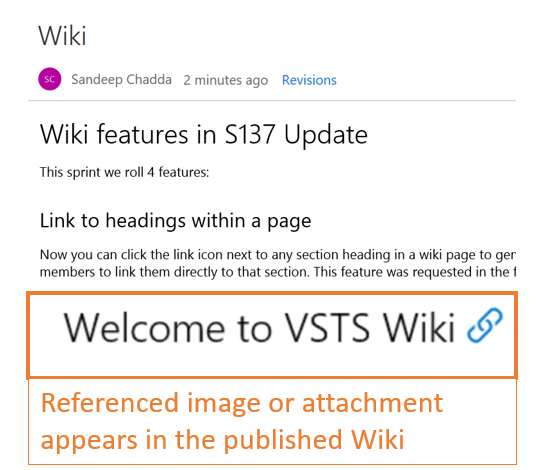 Wiki
SC Sandeep Chadda 2 minutes ago Revisions
Wiki features in S137 Update
This sprint we roll 4 features:
Link to headings within a page
Now you can click the link icon next to any section heading in a wiki page to
members to link them directly to that section. This feature was requested in the
Welcome to VSTS Wiki
Referenced image or attachment
appears in the published Wiki